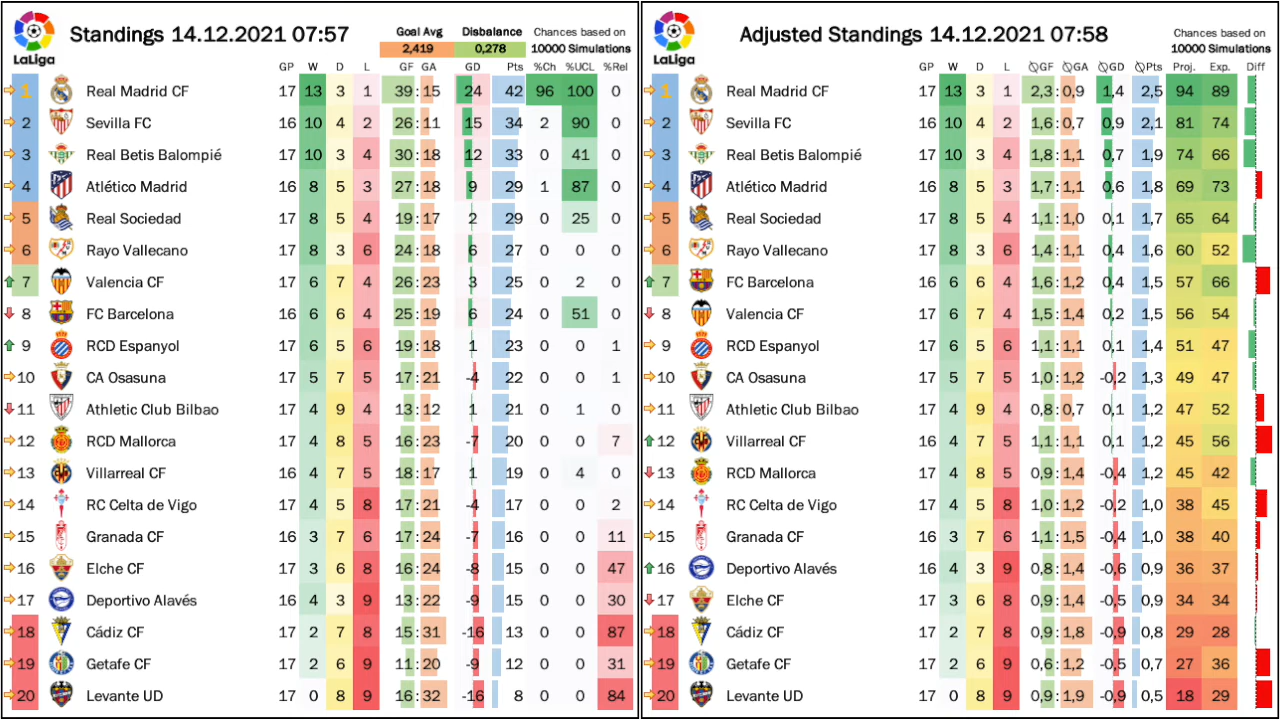 LaLiga
Standings 14.12.2021 07:57
Goal Avg Disbalance Chances based on
2,419 0,278 10000 Simulations
GP W D L GF GA GD Pts %Ch %UCL %Rel
1 Real Madrid CF 17 13 3 1 39:15 24 42 96 100 0
2 Sevilla FC 16 10 4 2 26:11 15 34 2 90 0
3 Real Betis Balompié 17 10 3 4 30:18 12 33 0 41 0
4 Atlético Madrid 16 8 5 3 27:18 9 29 1 87 0
5 Real Sociedad 17 8 5 4 19:17 2 29 0 25 0
6 Rayo Vallecano 17 8 3 6 24:18 6 27 0 0 0
7 Valencia CF 17 6 7 4 26:23 3 25 0 2 0
8 FC Barcelona 16 6 6 4 25:19 6 24 0 51 0
9 RCD Espanyol 17 6 5 6 19:18 1 23 0 0 1
10 CA Osasuna 17 5 7 5 17:21 -4 22 0 0 1
11 Athletic Club Bilbao 17 4 9 4 13:12 1 21 0 1 0
12 RCD Mallorca 17 4 8 5 16:23 -7 20 0 0 7
13 Villarreal CF 16 4 7 5 18:17 1 19 0 4 0
14 RC Celta de Vigo 17 4 5 8 17:21 -4 17 0 0 2
15 Granada CF 16 3 7 6 17:24 -7 16 0 0 11
16 Elche CF 17 3 6 8 16:24 -8 15 0 0 47
17 Deportivo Alavés 16 4 3 9 13:22 -9 15 0 0 30
18 Cádiz CF 17 2 7 8 15:31 -16 13 0 0 87
19 Getafe CF 17 2 6 9 11:20 -9 12 0 0 31
20 Levante UD 17 0 8 9 16:32 -16 8 0 0 84
LaLiga
Adjusted Standings 14.12.2021 07:58
Chances based on
10000 Simulations
GP W D L ∅GF ∅GA ∅GD ∅Pts Proj. Exp. Diff
1 Real Madrid CF 17 13 3 1 2,3:0,9 1,4 2,5 94 89
2 Sevilla FC 16 10 4 2 1,6:0,7 0,9 2,1 81 74
3 Real Betis Balompié 17 10 3 4 1,8:1,1 0,7 1,9 74 66
4 Atlético Madrid 16 8 5 3 1,7:1,1 0,6 1,8 69 73
5 Real Sociedad 17 8 5 4 1,1:1,0 0,1 1,7 65 64
6 Rayo Vallecano 17 8 3 6 1,4:1,1 0,4 1,6 60 52
7 FC Barcelona 16 6 6 4 1,6:1,2 0,4 1,5 57 66
8 Valencia CF 17 6 7 4 1,5:1,4 0,2 1,5 56 54
9 RCD Espanyol 17 6 5 6 1,1:1,1 0,1 1,4 51 47
10 CA Osasuna 17 5 7 5 1,0:1,2 -0,2 1,3 49 47
11 Athletic Club Bilbao 17 4 9 4 0,8:0,7 0,1 1,2 47 52
12 Villarreal CF 16 4 7 5 1,1:1,1 0,1 1,2 45 56
13 RCD Mallorca 17 4 8 5 0,9:1,4 -0,4 1,2 45 42
14 RC Celta de Vigo 17 4 5 8 1,0:1,2 -0,2 1,0 38 45
15 Granada CF 16 3 7 6 1,1:1,5 -0,4 1,0 38 40
16 Deportivo Alavés 16 4 3 9 0,8:1,4 -0,6 0,9 36 37
17 Elche CF 17 3 6 8 0,9:1,4 -0,5 0,9 34 34
18 Cádiz CF 17 2 7 8 0,9:1,8 -0,9 0,8 29 28
19 Getafe CF 17 2 6 9 0,6:1,2 -0,5 0,7 27 36
20 Levante UD 17 0 8 9 0,9:1,9 -0,9 0,5 18 29